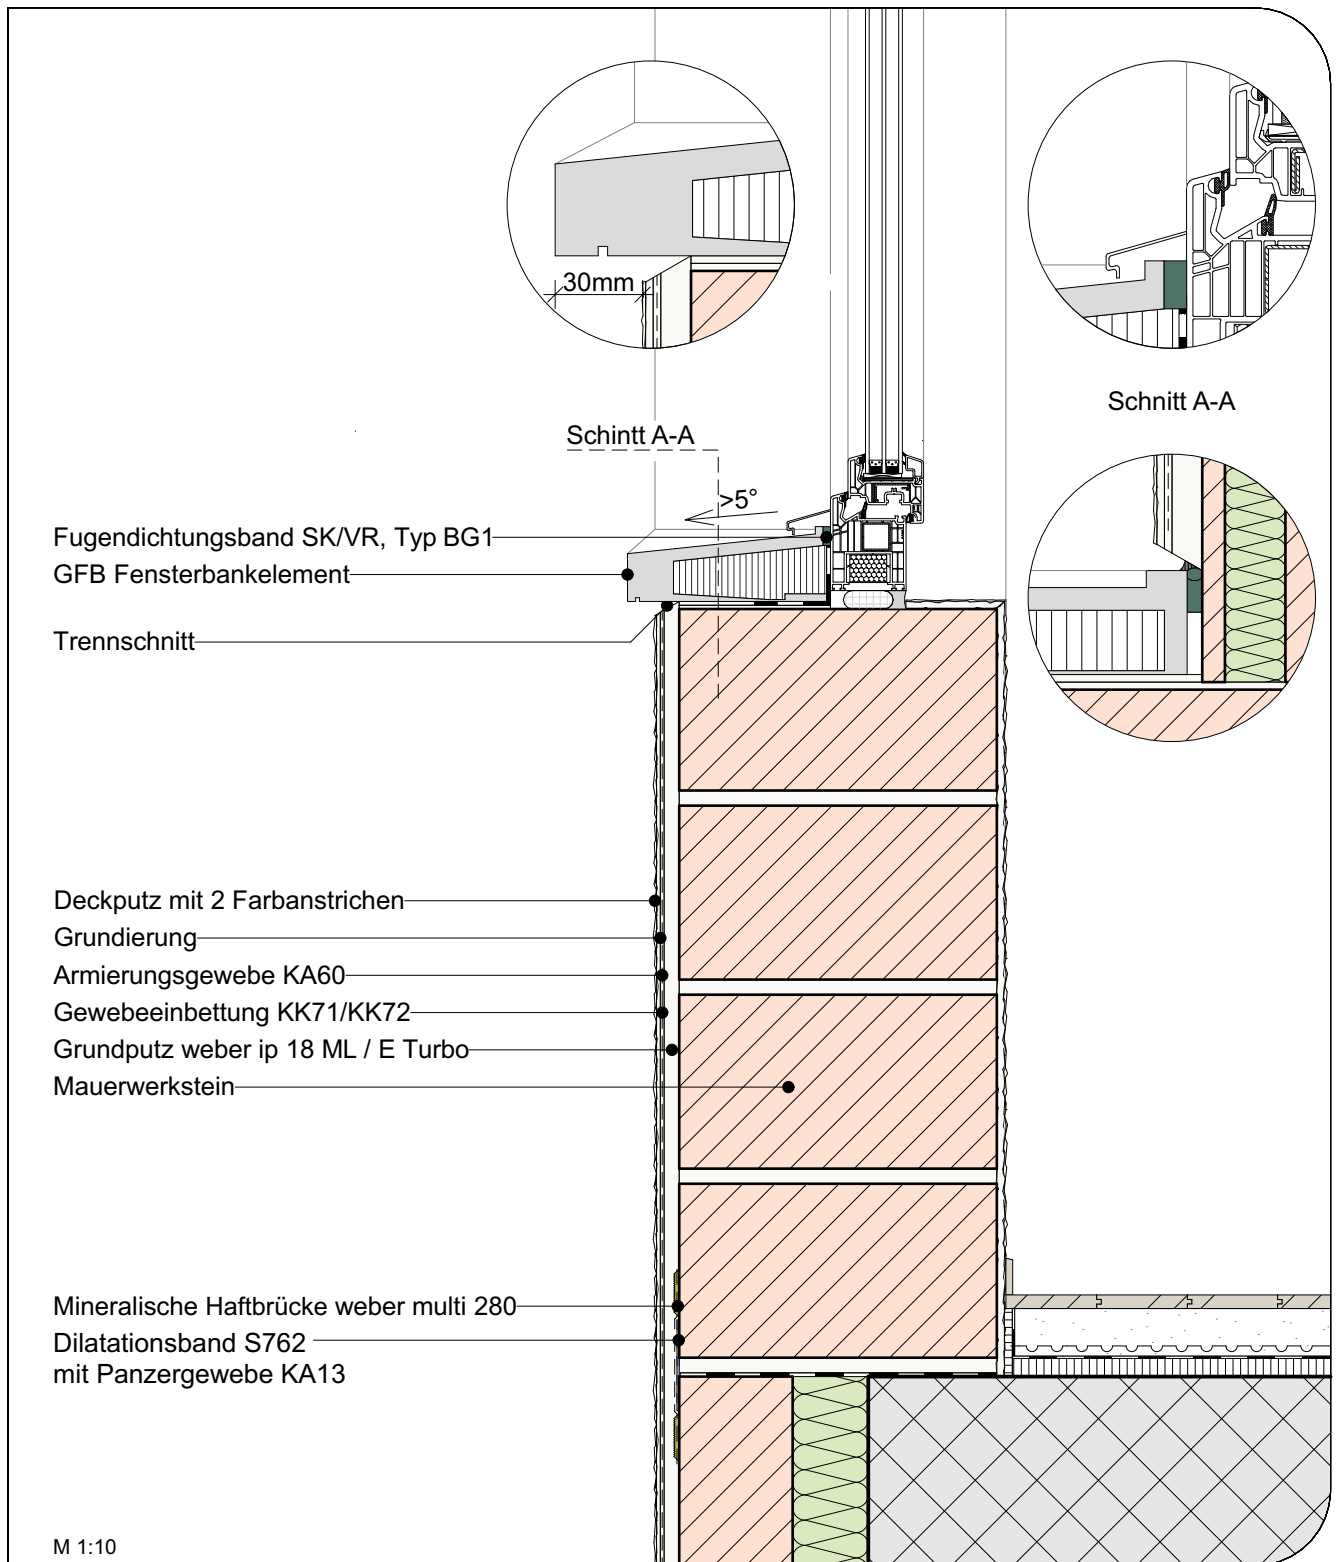 30mm
Schnitt A-A
Schintt A-A
>5°
Fugendichtungsband SK/VR, Typ BG1
GFB Fensterbankelement
Trennschnitt
Deckputz mit 2 Farbanstrichen
Grundierung
Armierungsgewebe KA60
Gewebeeinbettung KK71/KK72
Grundputz weber ip 18 ML / E Turbo
Mauerwerkstein
Mineralische Haftbrücke weber multi 280
Dilatationsband S762
mit Panzergewebe KA13
M 1:10